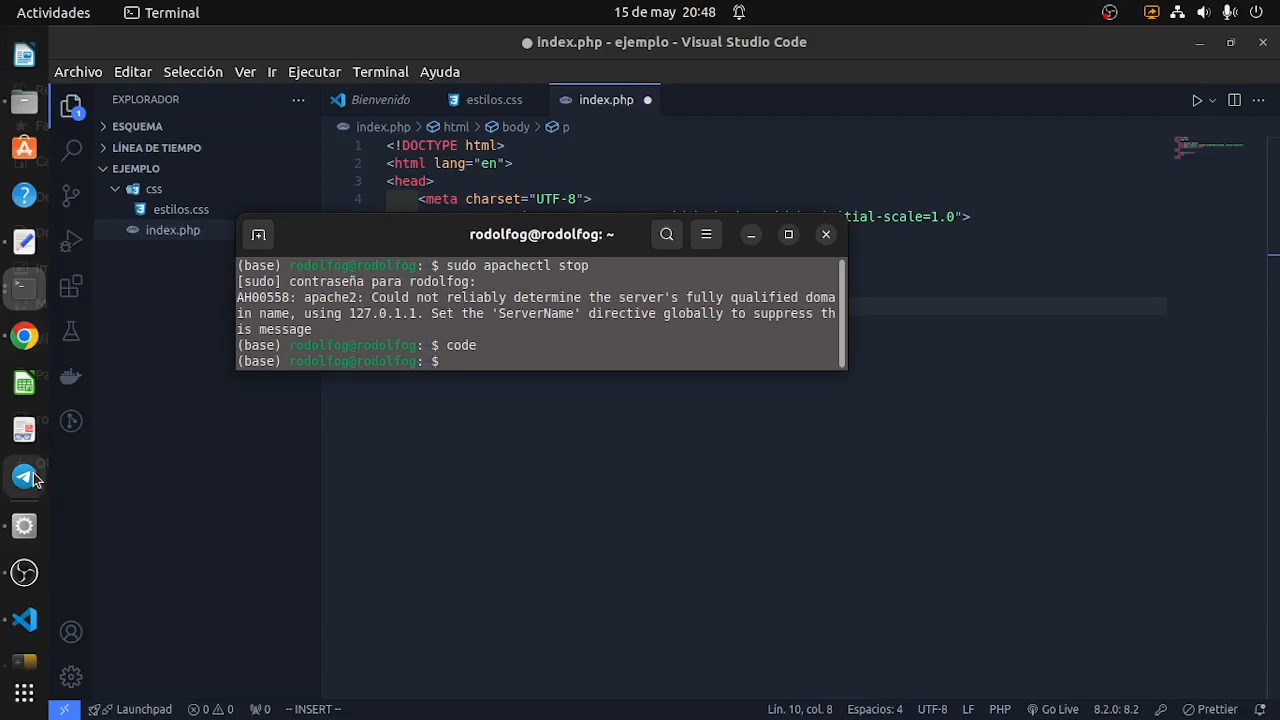 Actividades Terminal 15 de may 20:48
index.php - ejemplo - Visual Studio Code
Archivo Editar Selección Ver Ir Ejecutar Terminal Ayuda
EXPLORADOR
Bienvenido estilos.css index.php
index.php html body p
ESQUEMA
LÍNEA DE TIEMPO
EJEMPLO
css
estilos.css
index.php
1 <!DOCTYPE html>
2 <html lang="en">
3 <head>
4 <meta charset="UTF-8">
initial-scale=1.0">
rodolfog@rodolfog: ~
(base) rodolfog@rodolfog:~$ sudo apachectl stop
[sudo] contraseña para rodolfog:
AH00558: apache2: Could not reliably determine the server's fully qualified doma
in name, using 127.0.1.1. Set the 'ServerName' directive globally to suppress th
is message
(base) rodolfog@rodolfog:~$ code
(base) rodolfog@rodolfog:~$
Launchpad 0 0 0 -- INSERT -- Lín. 10, col. 8 Espacios: 4 UTF-8 LF PHP Go Live 8.2.0: 8.2 Prettier